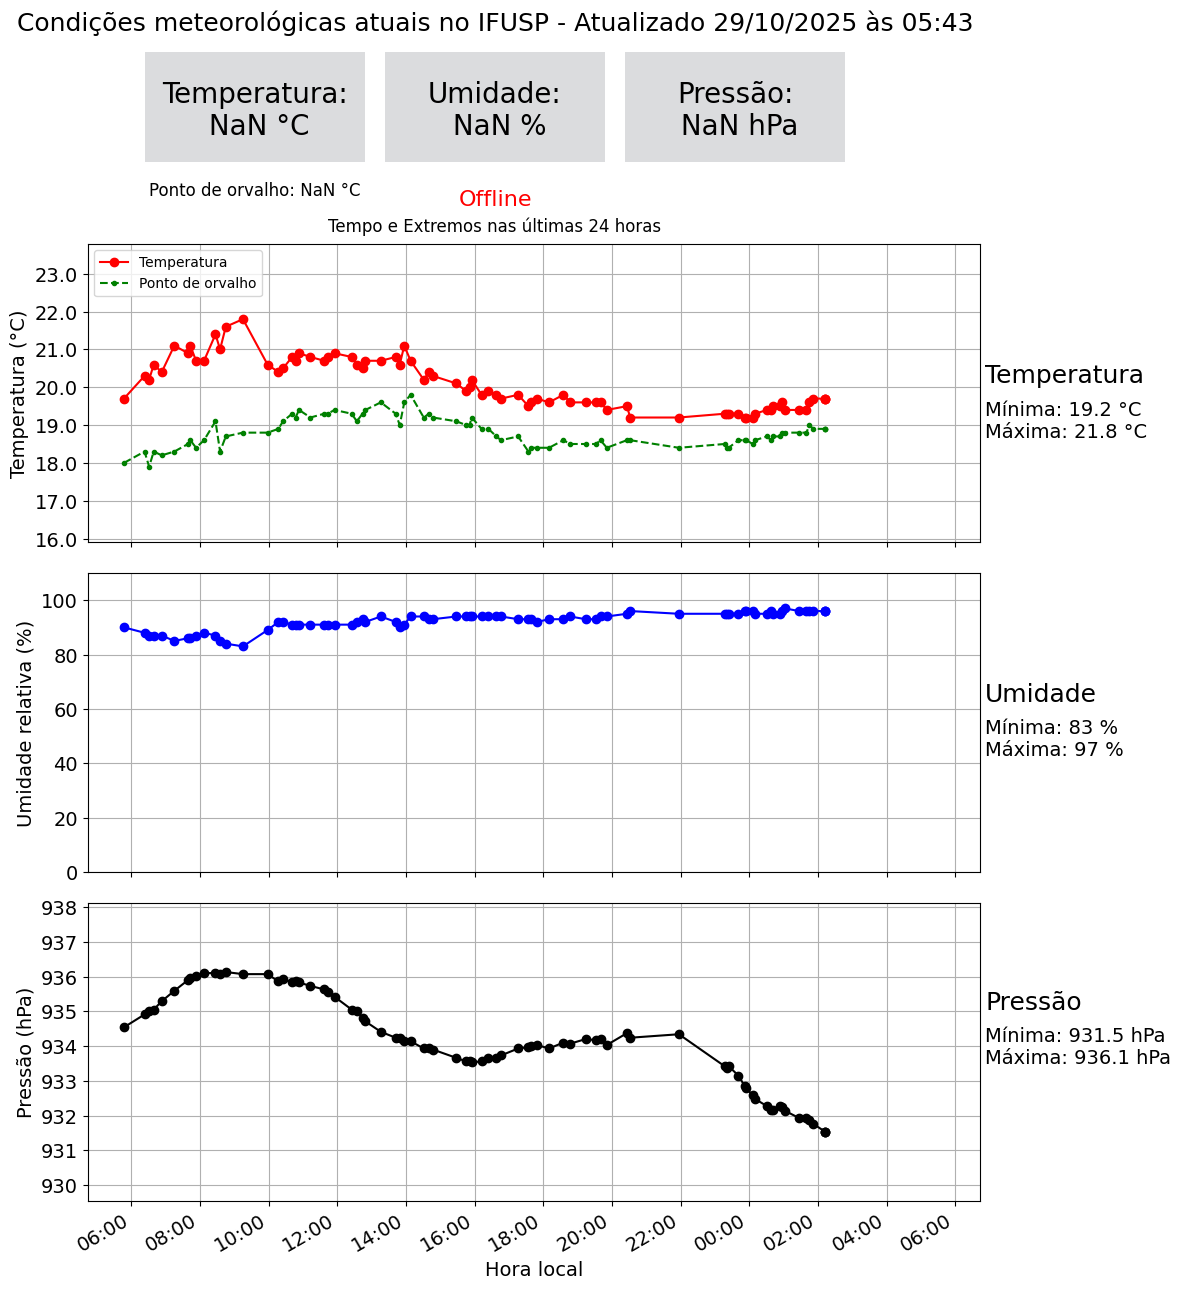 Condições meteorológicas atuais no IFUSP - Atualizado 29/10/2025 às 05:43
Temperatura:
NaN °C
Umidade:
NaN %
Pressão:
NaN hPa
Ponto de orvalho: NaN °C
Offline
Tempo e Extremos nas últimas 24 horas
Temperatura
Ponto de orvalho
Temperatura (°C)
23.0
22.0
21.0
20.0
19.0
18.0
17.0
16.0
Temperatura
Mínima: 19.2 °C
Máxima: 21.8 °C
Umidade relativa (%)
100
80
60
40
20
0
Umidade
Mínima: 83 %
Máxima: 97 %
Pressão (hPa)
938
937
936
935
934
933
932
931
930
Pressão
Mínima: 931.5 hPa
Máxima: 936.1 hPa
06:00 08:00 10:00 12:00 14:00 16:00 18:00 20:00 22:00 00:00 02:00 04:00 06:00
Hora local